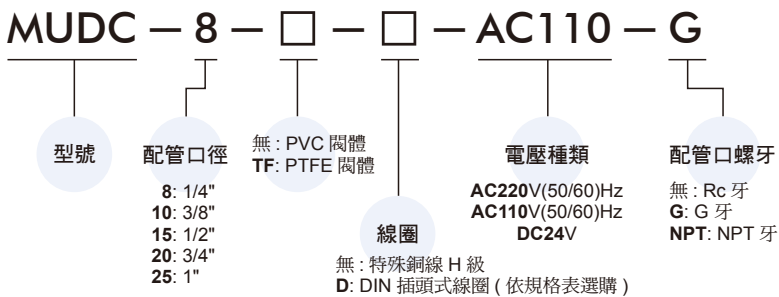 MUDC — 8 — □ — □ — AC110 — G
型號
配管口徑
8: 1/4"
10: 3/8"
15: 1/2"
20: 3/4"
25: 1"
無 : PVC 閥體
TF: PTFE 閥體
線圈
無 : 特殊銅線 H 級
D: DIN 插頭式線圈 ( 依規格表選購 )
電壓種類
AC220V(50/60)Hz
AC110V(50/60)Hz
DC24V
配管口螺牙
無 : Rc 牙
G: G 牙
NPT: NPT 牙